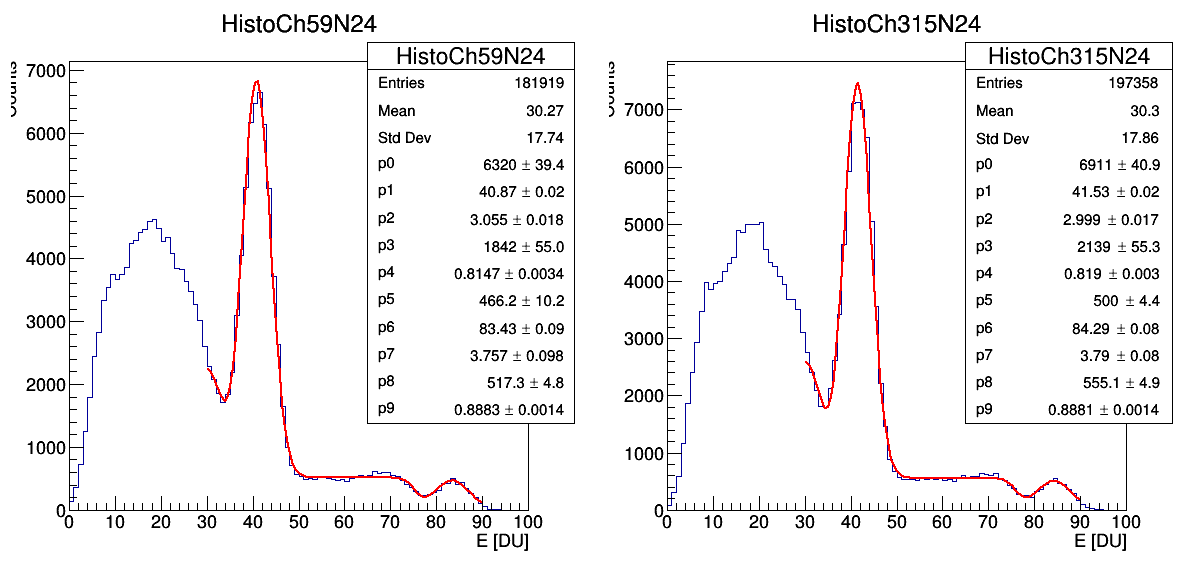 HistoCh59N24
HistoCh59N24
Entries 181919
Mean 30.27
Std Dev 17.74
p0 6320 ± 39.4
p1 40.87 ± 0.02
p2 3.055 ± 0.018
p3 1842 ± 55.0
p4 0.8147 ± 0.0034
p5 466.2 ± 10.2
p6 83.43 ± 0.09
p7 3.757 ± 0.098
p8 517.3 ± 4.8
p9 0.8883 ± 0.0014
Counts
7000
6000
5000
4000
3000
2000
1000
0
0 10 20 30 40 50 60 70 80 90 100
E [DU]
HistoCh315N24
HistoCh315N24
Entries 197358
Mean 30.3
Std Dev 17.86
p0 6911 ± 40.9
p1 41.53 ± 0.02
p2 2.999 ± 0.017
p3 2139 ± 55.3
p4 0.819 ± 0.003
p5 500 ± 4.4
p6 84.29 ± 0.08
p7 3.79 ± 0.08
p8 555.1 ± 4.9
p9 0.8881 ± 0.0014
Counts
7000
6000
5000
4000
3000
2000
1000
0
0 10 20 30 40 50 60 70 80 90 100
E [DU]